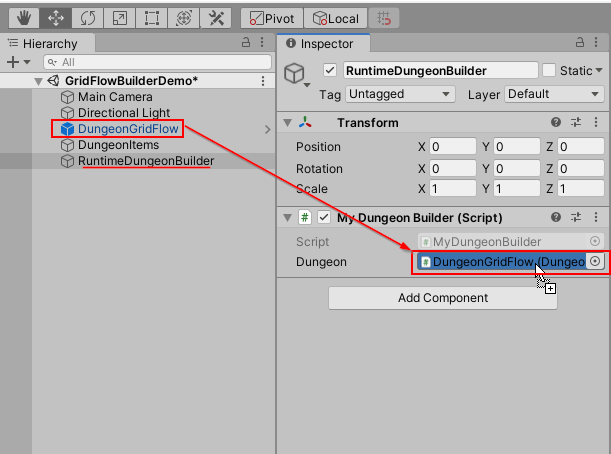 Pivot Local
Hierarchy
All
GridFlowBuilderDemo*
Main Camera
Directional Light
DungeonGridFlow
DungeonItems
RuntimeDungeonBuilder
Inspector
RuntimeDungeonBuilder Static
Tag Untagged Layer Default
Transform
Position X 0 Y 0 Z 0
Rotation X 0 Y 0 Z 0
Scale X 1 Y 1 Z 1
# My Dungeon Builder (Script)
Script # MyDungeonBuilder
Dungeon # DungeonGridFlow (Dungeo
Add Component